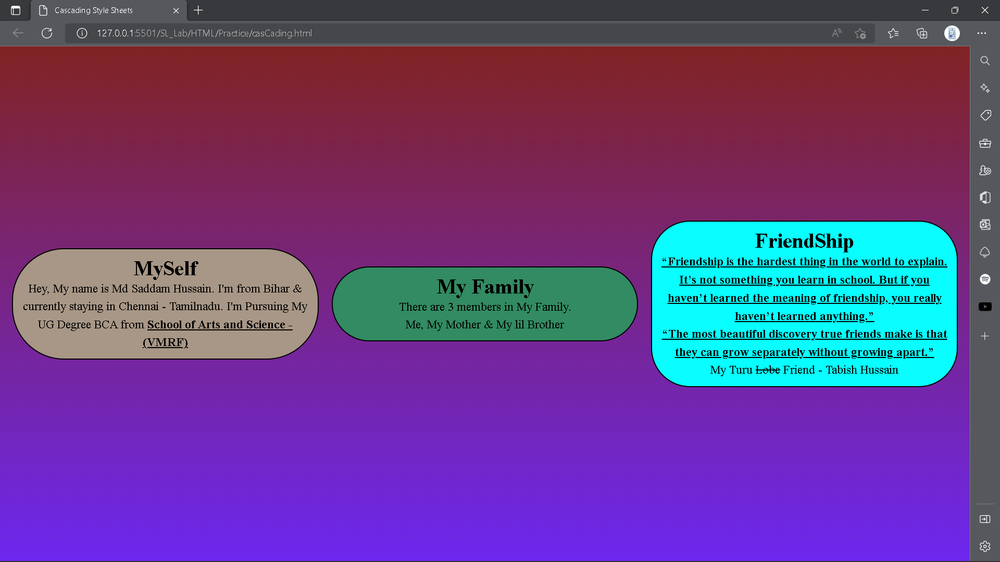 Cascading Style Sheets
127.0.0.1:5501/SL_Lab/HTML/Practice/casCading.html
MySelf
Hey, My name is Md Saddam Hussain. I'm from Bihar &
currently staying in Chennai - Tamilnadu. I'm Pursuing My
UG Degree BCA from School of Arts and Science -
(VMRF)
My Family
There are 3 members in My Family.
Me, My Mother & My lil Brother
FriendShip
“Friendship is the hardest thing in the world to explain.
It’s not something you learn in school. But if you
haven’t learned the meaning of friendship, you really
haven’t learned anything.”
“The most beautiful discovery true friends make is that
they can grow separately without growing apart.”
My Turu Lobe Friend - Tabish Hussain